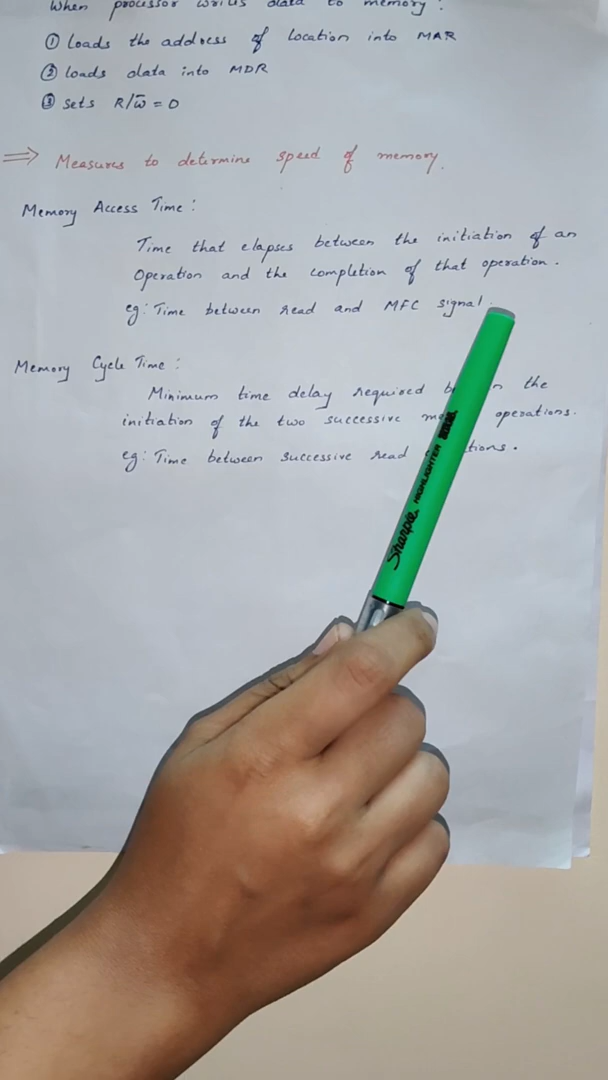 When processor writes data to memory:
① Loads the address of location into MAR
② loads data into MDR
③ sets R/w̄ = 0
⇒ Measures to determine speed of memory.
Memory Access Time:
Time that elapses between the initiation of an
Operation and the completion of that operation.
eg: Time between read and MFC signal.
Memory Cycle Time:
Minimum time delay required the
initiation of the two successive operations.
eg: Time between successive read
Sharpie HIGHLIGHTER